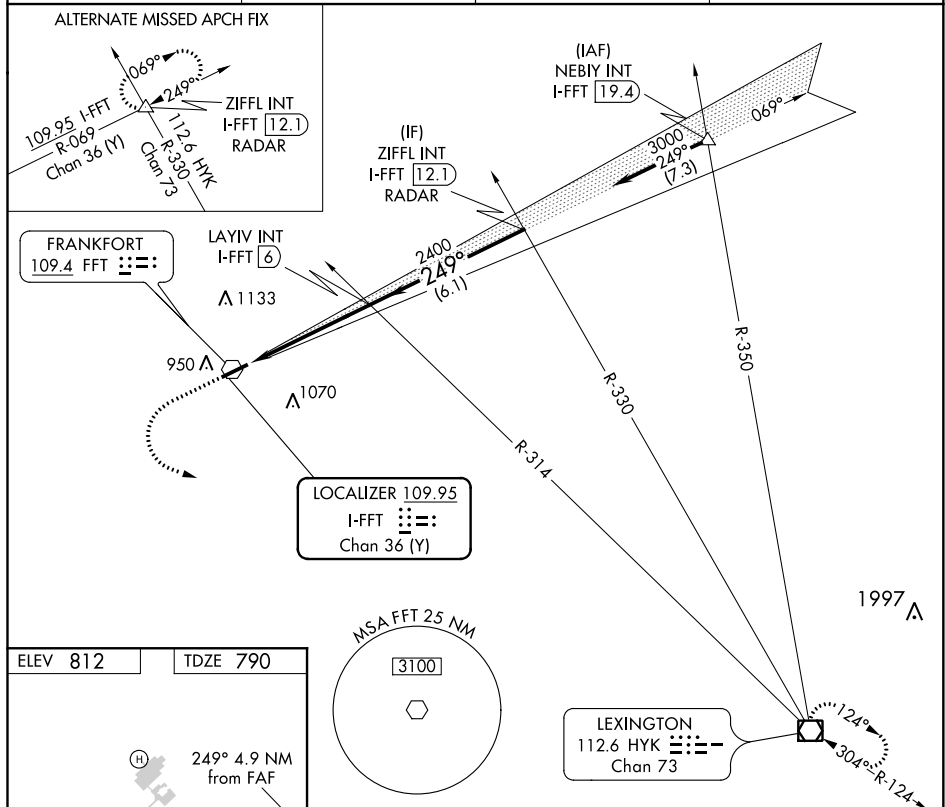 ALTERNATE MISSED APCH FIX
069°
249°
ZIFFL INT
I-FFT 12.1
RADAR
109.95 I-FFT
R-069
Chan 36 (Y)
112.6 HYK
R-330
Chan 73
(IAF)
NEBIY INT
I-FFT 19.4
069°
3000
249°
(7.3)
(IF)
ZIFFL INT
I-FFT 12.1
RADAR
FRANKFORT
109.4 FFT
LAYIV INT
I-FFT 6
2400
249°
(6.1)
1133
950
1070
R-350
R-330
R-314
LOCALIZER 109.95
I-FFT
Chan 36 (Y)
1997
MSA FFT 25 NM
3100
ELEV 812
TDZE 790
H
249° 4.9 NM
from FAF
LEXINGTON
112.6 HYK
Chan 73
124°
304°
R-124